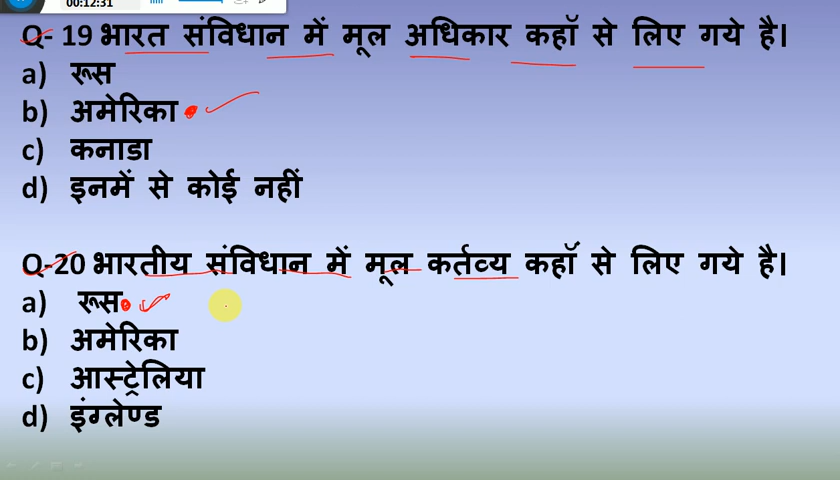 00:12:31
Q- 19 भारत संविधान में मूल अधिकार कहाॅ से लिए गये है।
a) रूस
b) अमेरिका
c) कनाडा
d) इनमें से कोई नहीं
Q-20 भारतीय संविधान में मूल कर्तव्य कहाॅं से लिए गये है।
a) रूस
b) अमेरिका
c) आस्ट्रेलिया
d) इंग्लेण्ड